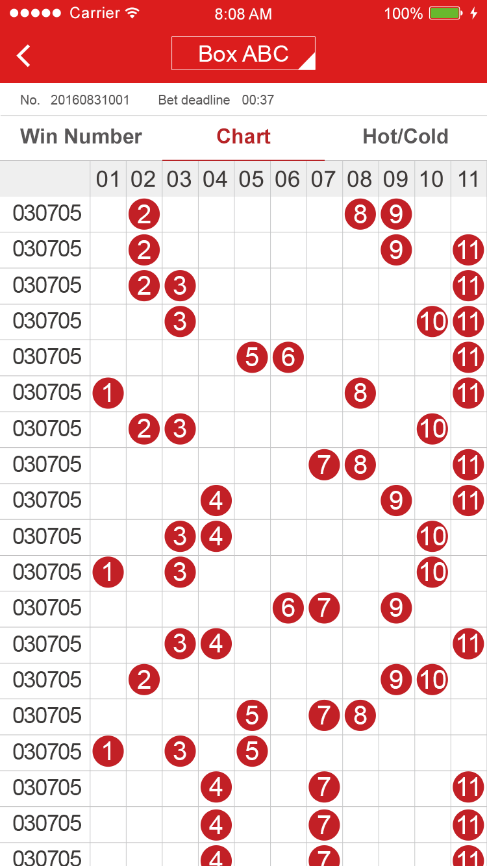 Carrier 8:08 AM 100%
Box ABC
No. 20160831001 Bet deadline 00:37
Win Number Chart Hot/Cold
01 02 03 04 05 06 07 08 09 10 11
030705 2 8 9
030705 2 9 11
030705 2 3 11
030705 3 10 11
030705 5 6 11
030705 1 8 11
030705 2 3 10
030705 7 8 11
030705 4 9 11
030705 3 4 10
030705 1 3 10
030705 6 7 9
030705 3 4 11
030705 2 9 10
030705 5 7 8
030705 1 3 5
030705 4 7 11
030705 4 7 11
030705 4 7 11